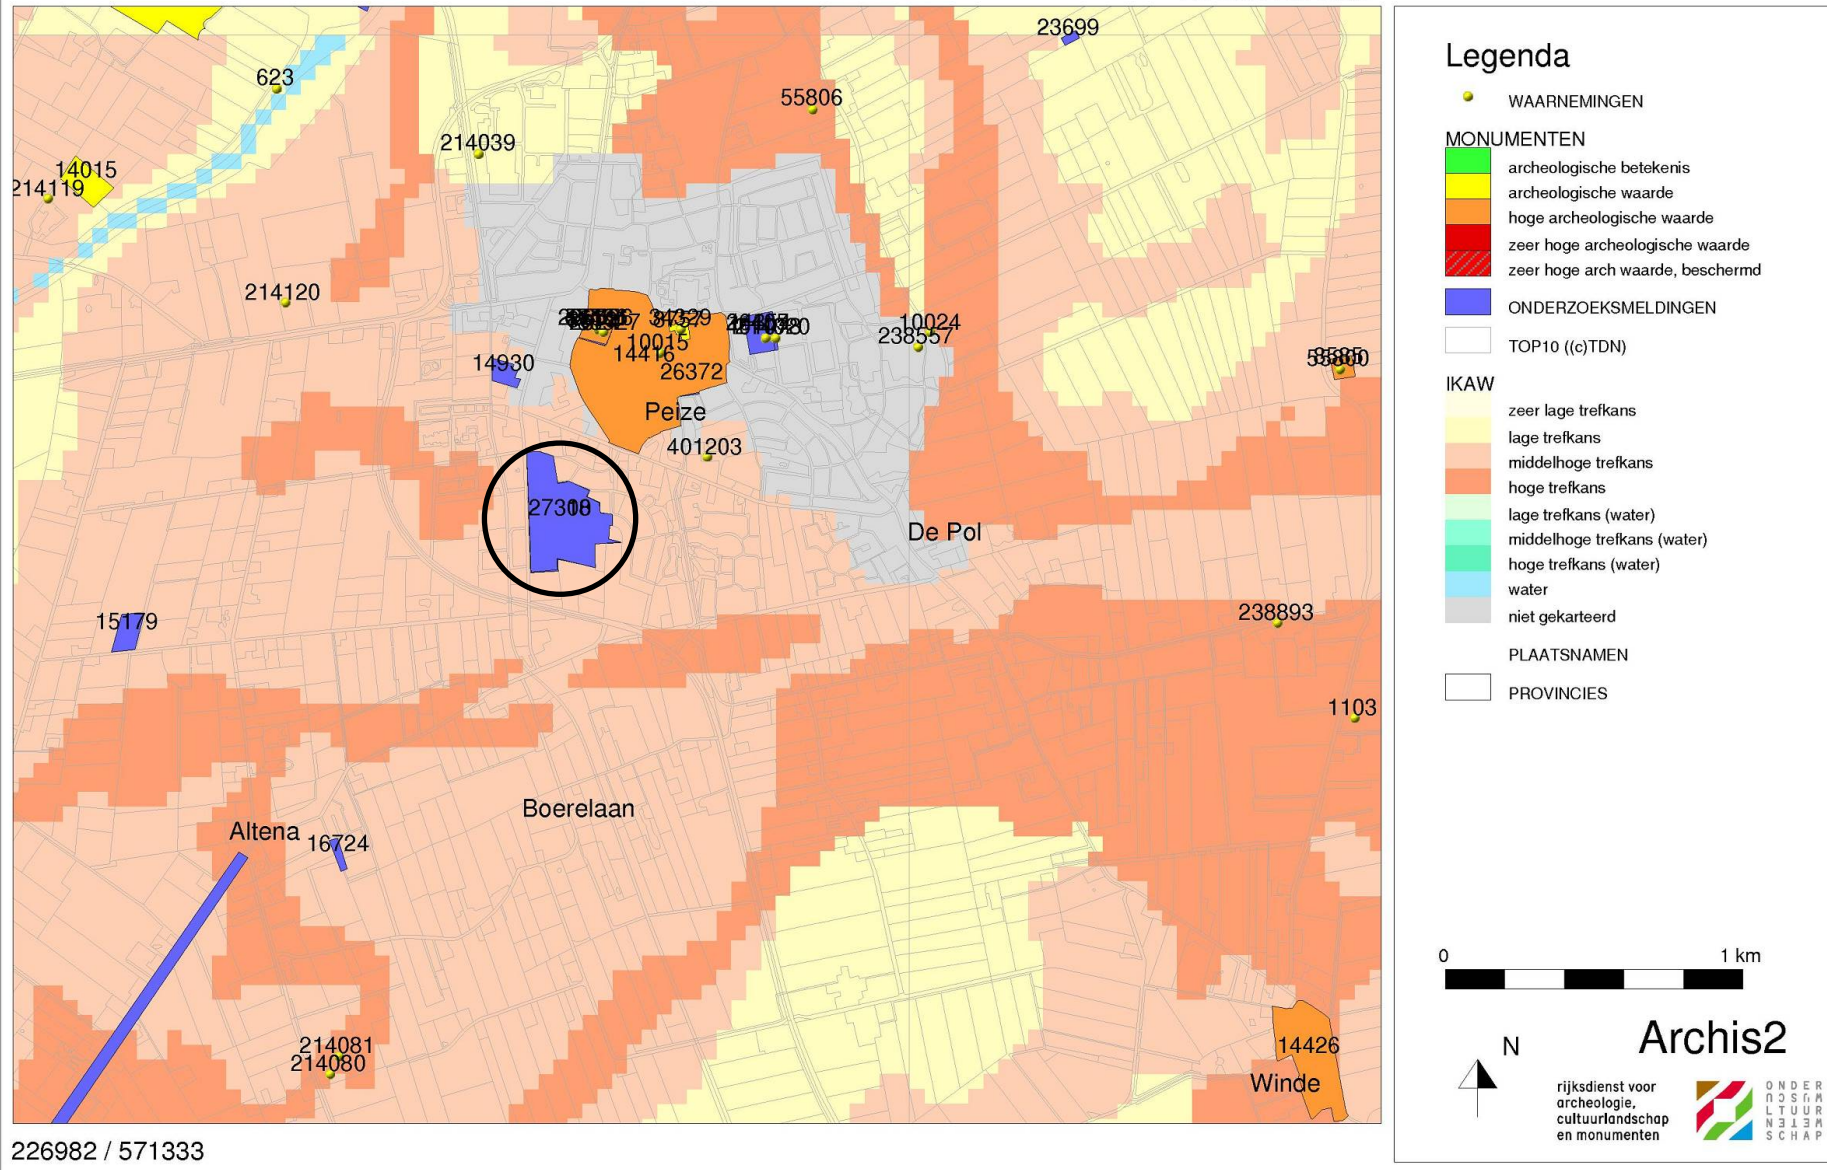 23699
623
55806
214039
14015
214119
214120
10024
238557
10015
14416
14930
26372
Peize
401203
De Pol
15179
238893
1103
Boerelaan
Altena
16724
214081
214080
14426
Winde
226982 / 571333
Legenda
WAARNEMINGEN
MONUMENTEN
archeologische betekenis
archeologische waarde
hoge archeologische waarde
zeer hoge archeologische waarde
zeer hoge arch waarde, beschermd
ONDERZOEKSMELDINGEN
TOP10 ((c)TDN)
IKAW
zeer lage trefkans
lage trefkans
middelhoge trefkans
hoge trefkans
lage trefkans (water)
middelhoge trefkans (water)
hoge trefkans (water)
water
niet gekarteerd
PLAATSNAMEN
PROVINCIES
0 1 km
N
Archis2
rijksdienst voor
archeologie,
cultuurlandschap
en monumenten